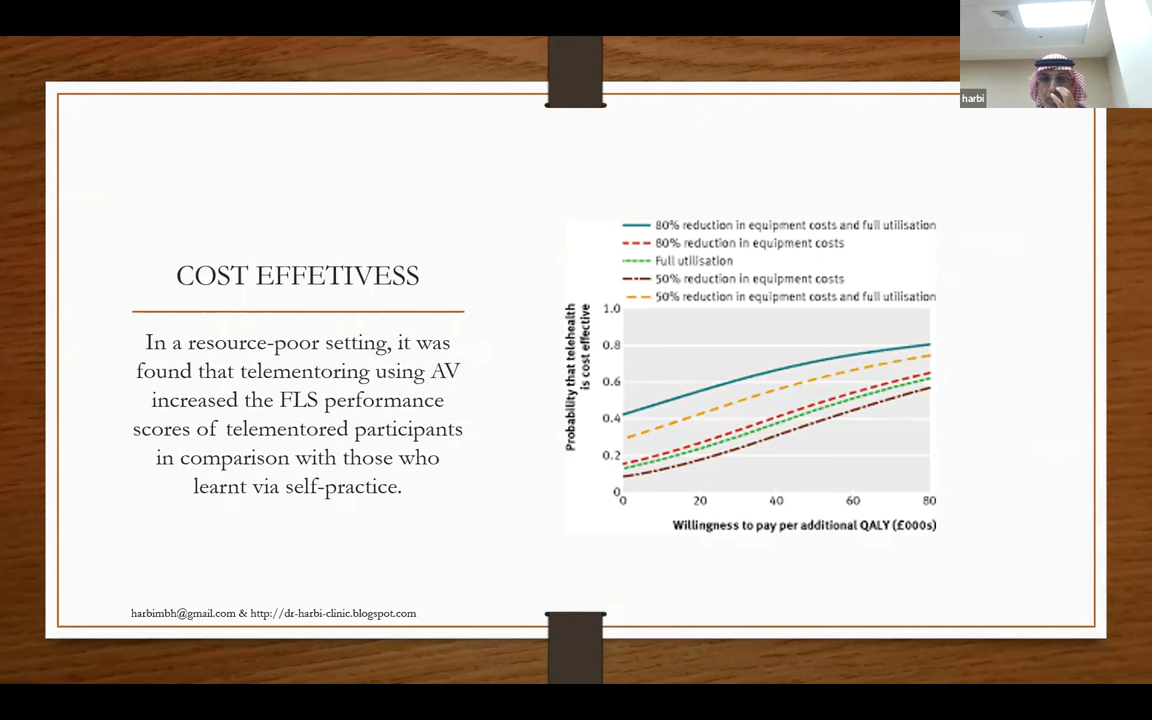 harbi
COST EFFETIVESS
In a resource-poor setting, it was
found that telementoring using AV
increased the FLS performance
scores of telementored participants
in comparison with those who
learnt via self-practice.
80% reduction in equipment costs and full utilisation
80% reduction in equipment costs
Full utilisation
50% reduction in equipment costs
50% reduction in equipment costs and full utilisation
Probability that telehealth
is cost effective
1.0
0.8
0.6
0.4
0.2
0
0 20 40 60 80
Willingness to pay per additional QALY (£000s)
harbimbh@gmail.com & http://dr-harbi-clinic.blogspot.com